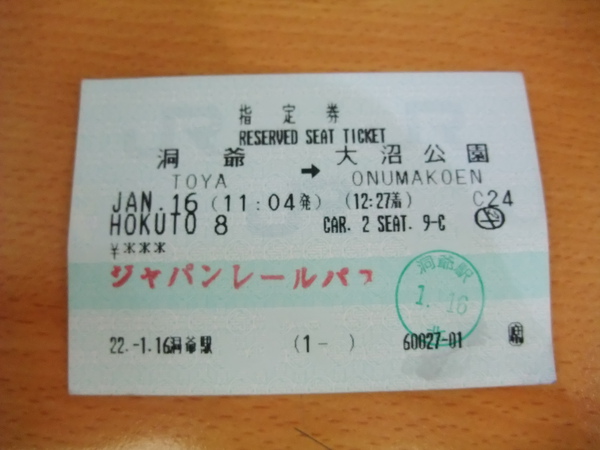 指定券
RESERVED SEAT TICKET
洞爺 → 大沼公園
TOYA ONUMAKOEN
JAN. 16 (11:04発) (12:27着) C24
HOKUTO 8 CAR. 2 SEAT. 9-C
¥***
ジャパンレールパス
洞爺駅
1. 16
22.-1.16洞爺駅 (1- ) 60027-01